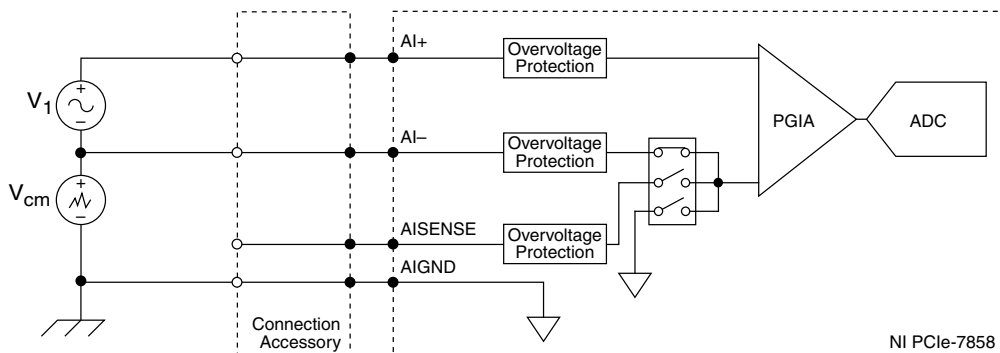 AI+
Overvoltage
Protection
+
V1
−
PGIA
ADC
AI−
Overvoltage
Protection
+
Vcm
−
AISENSE
Overvoltage
Protection
AIGND
Connection
Accessory
NI PCIe-7858